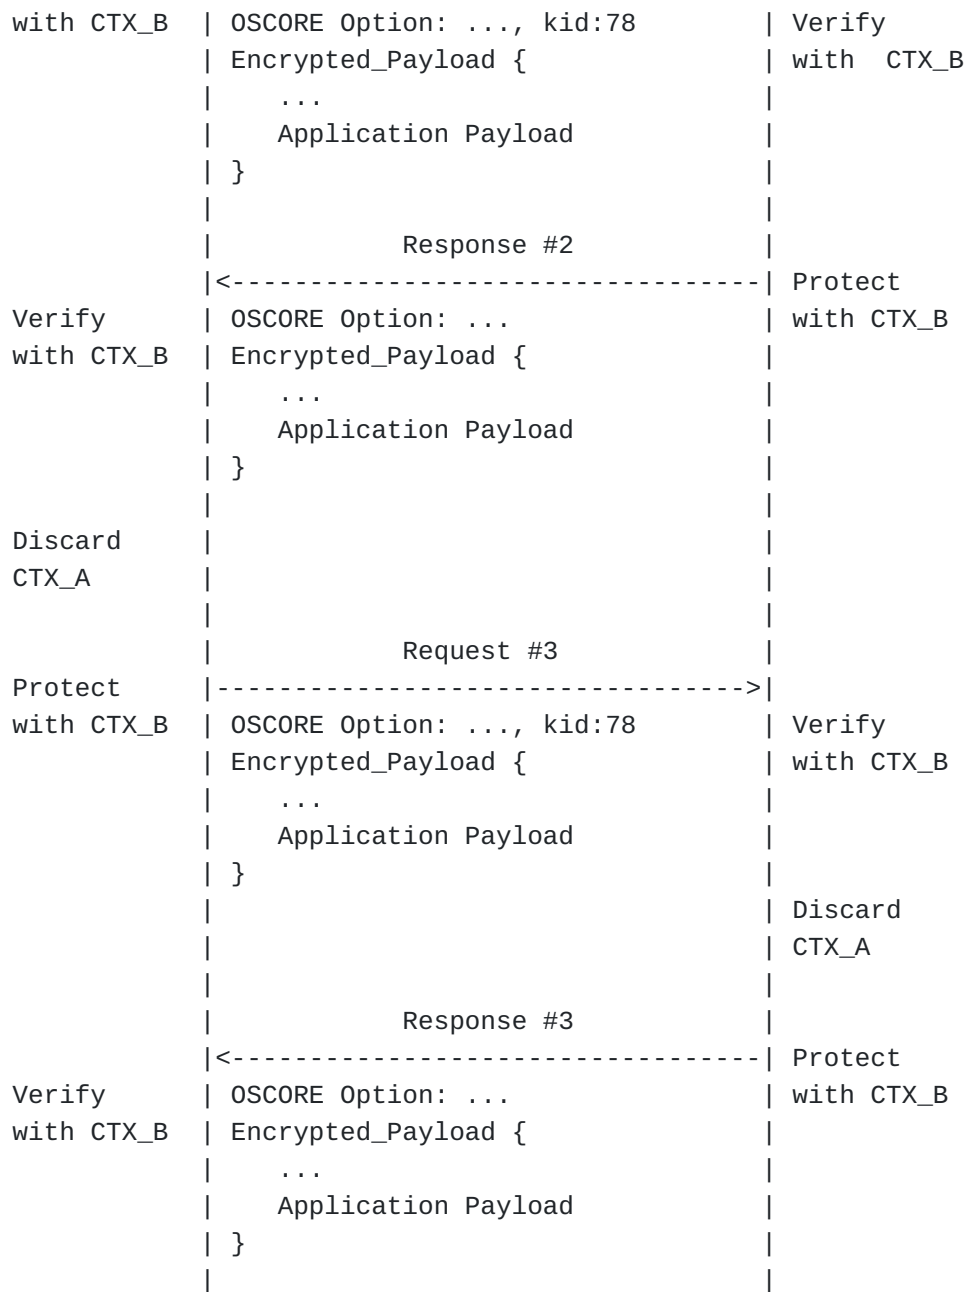 with CTX_B  | OSCORE Option: ..., kid:78        | Verify
            | Encrypted_Payload {               | with  CTX_B
            |    ...                            |
            |    Application Payload            |
            | }                                 |
            |                                   |
            |            Response #2            |
            |<----------------------------------| Protect
Verify      | OSCORE Option: ...                | with CTX_B
with CTX_B  | Encrypted_Payload {               |
            |    ...                            |
            |    Application Payload            |
            | }                                 |
            |                                   |
Discard     |                                   |
CTX_A       |                                   |
            |                                   |
            |            Request #3             |
Protect     |---------------------------------->|
with CTX_B  | OSCORE Option: ..., kid:78        | Verify
            | Encrypted_Payload {               | with CTX_B
            |    ...                            |
            |    Application Payload            |
            | }                                 |
            |                                   | Discard
            |                                   | CTX_A
            |                                   |
            |            Response #3            |
            |<----------------------------------| Protect
Verify      | OSCORE Option: ...                | with CTX_B
with CTX_B  | Encrypted_Payload {               |
            |    ...                            |
            |    Application Payload            |
            | }                                 |
            |                                   |